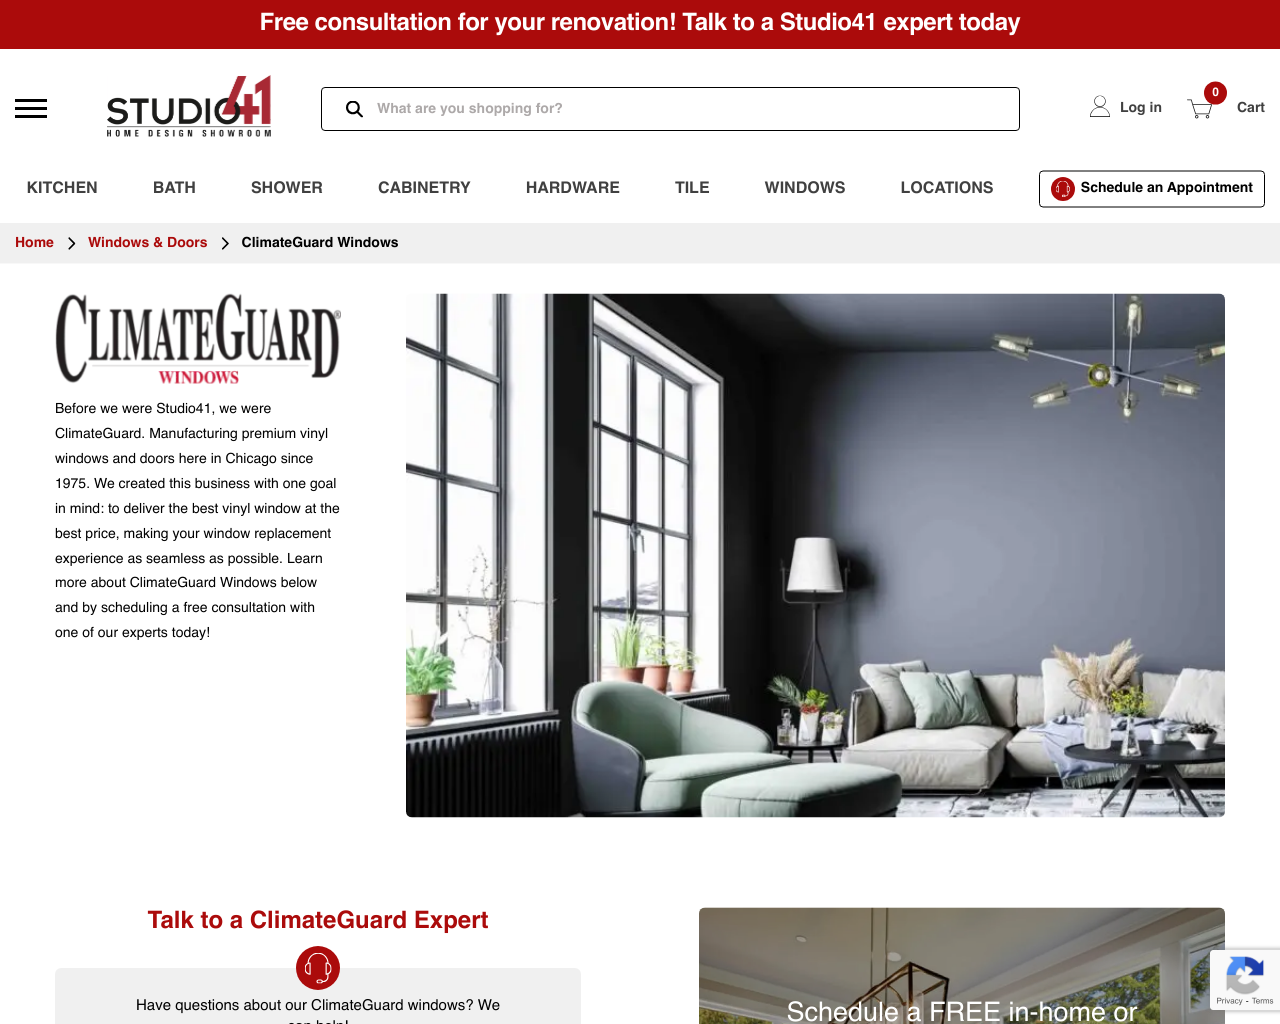 Free consultation for your renovation! Talk to a Studio41 expert today
STUDIO41
HOME DESIGN SHOWROOM
What are you shopping for?
Log in
0
Cart
KITCHEN
BATH
SHOWER
CABINETRY
HARDWARE
TILE
WINDOWS
LOCATIONS
Schedule an Appointment
Home
Windows & Doors
ClimateGuard Windows
CLIMATEGUARD®
WINDOWS
Before we were Studio41, we were
ClimateGuard. Manufacturing premium vinyl
windows and doors here in Chicago since
1975. We created this business with one goal
in mind: to deliver the best vinyl window at the
best price, making your window replacement
experience as seamless as possible. Learn
more about ClimateGuard Windows below
and by scheduling a free consultation with
one of our experts today!
Talk to a ClimateGuard Expert
Have questions about our ClimateGuard windows? We
can help!
Schedule a FREE in-home or
Privacy - Terms